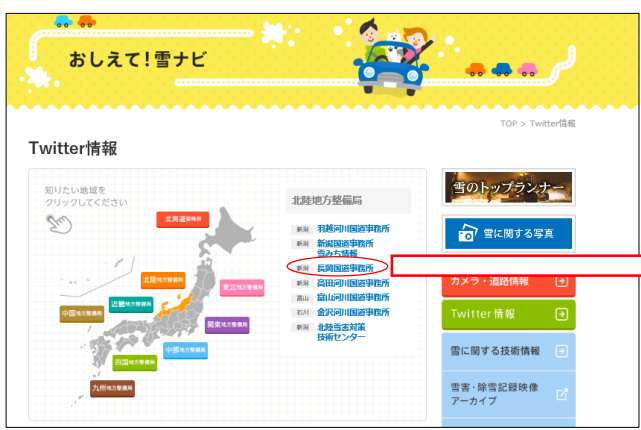 おしえて!雪ナビ
TOP > Twitter情報
Twitter情報
知りたい地域を
クリックしてください
北海道開発局
北陸地方整備局
東北地方整備局
近畿地方整備局
中国地方整備局
関東地方整備局
中部地方整備局
四国地方整備局
九州地方整備局
北陸地方整備局
新潟 羽越河川国道事務所
新潟 新潟国道事務所
雪みち情報
新潟 長岡国道事務所
新潟 高田河川国道事務所
富山 富山河川国道事務所
石川 金沢河川国道事務所
新潟 北陸雪害対策
技術センター
雪のトップランナー
雪に関する写真
カメラ・道路情報
Twitter情報
雪に関する技術情報
雪害・除雪記録映像
アーカイブ